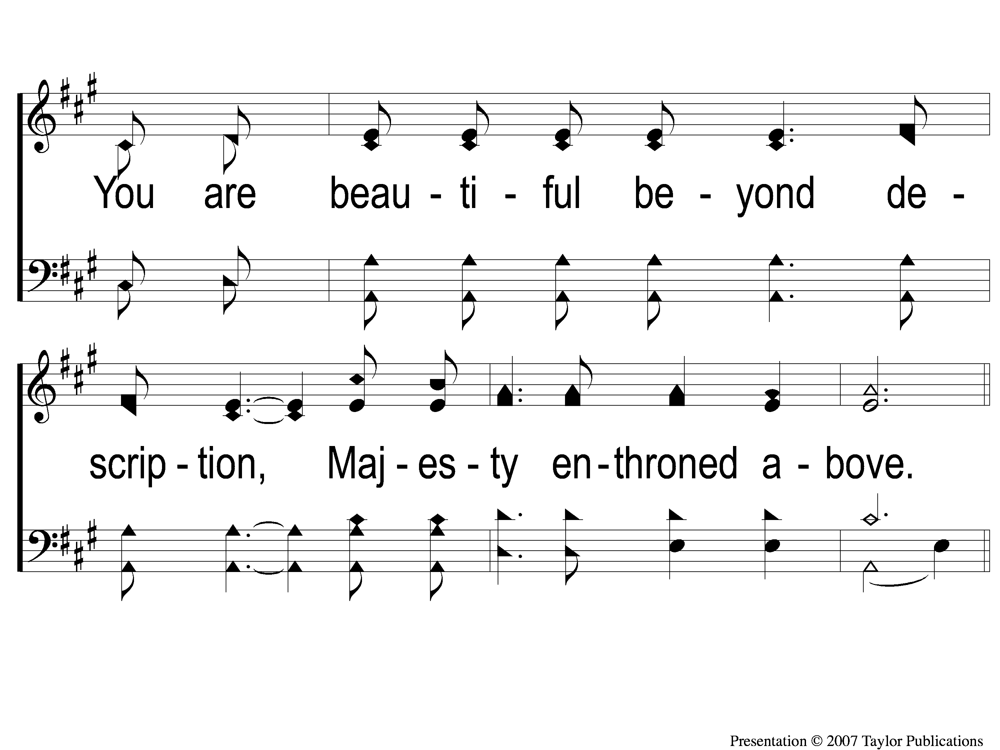 You are beau - ti - ful be - yond de -
scrip - tion, Maj - es - ty en - throned a - bove.
Presentation © 2007 Taylor Publications